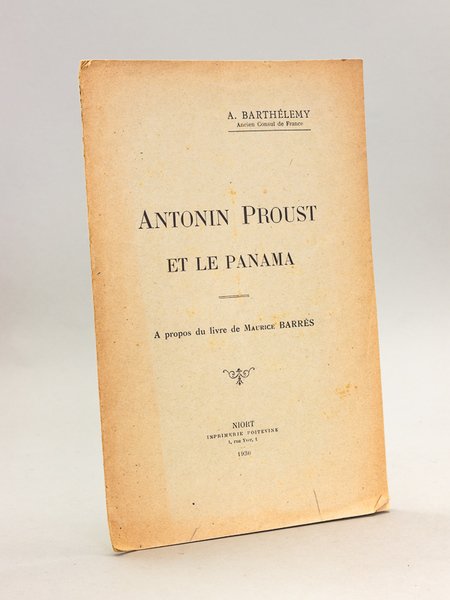 A. BARTHÉLEMY
Ancien Consul de France
ANTONIN PROUST
ET LE PANAMA
A propos du livre de MAURICE BARRÈS
NIORT
IMPRIMERIE POITEVINE
1930